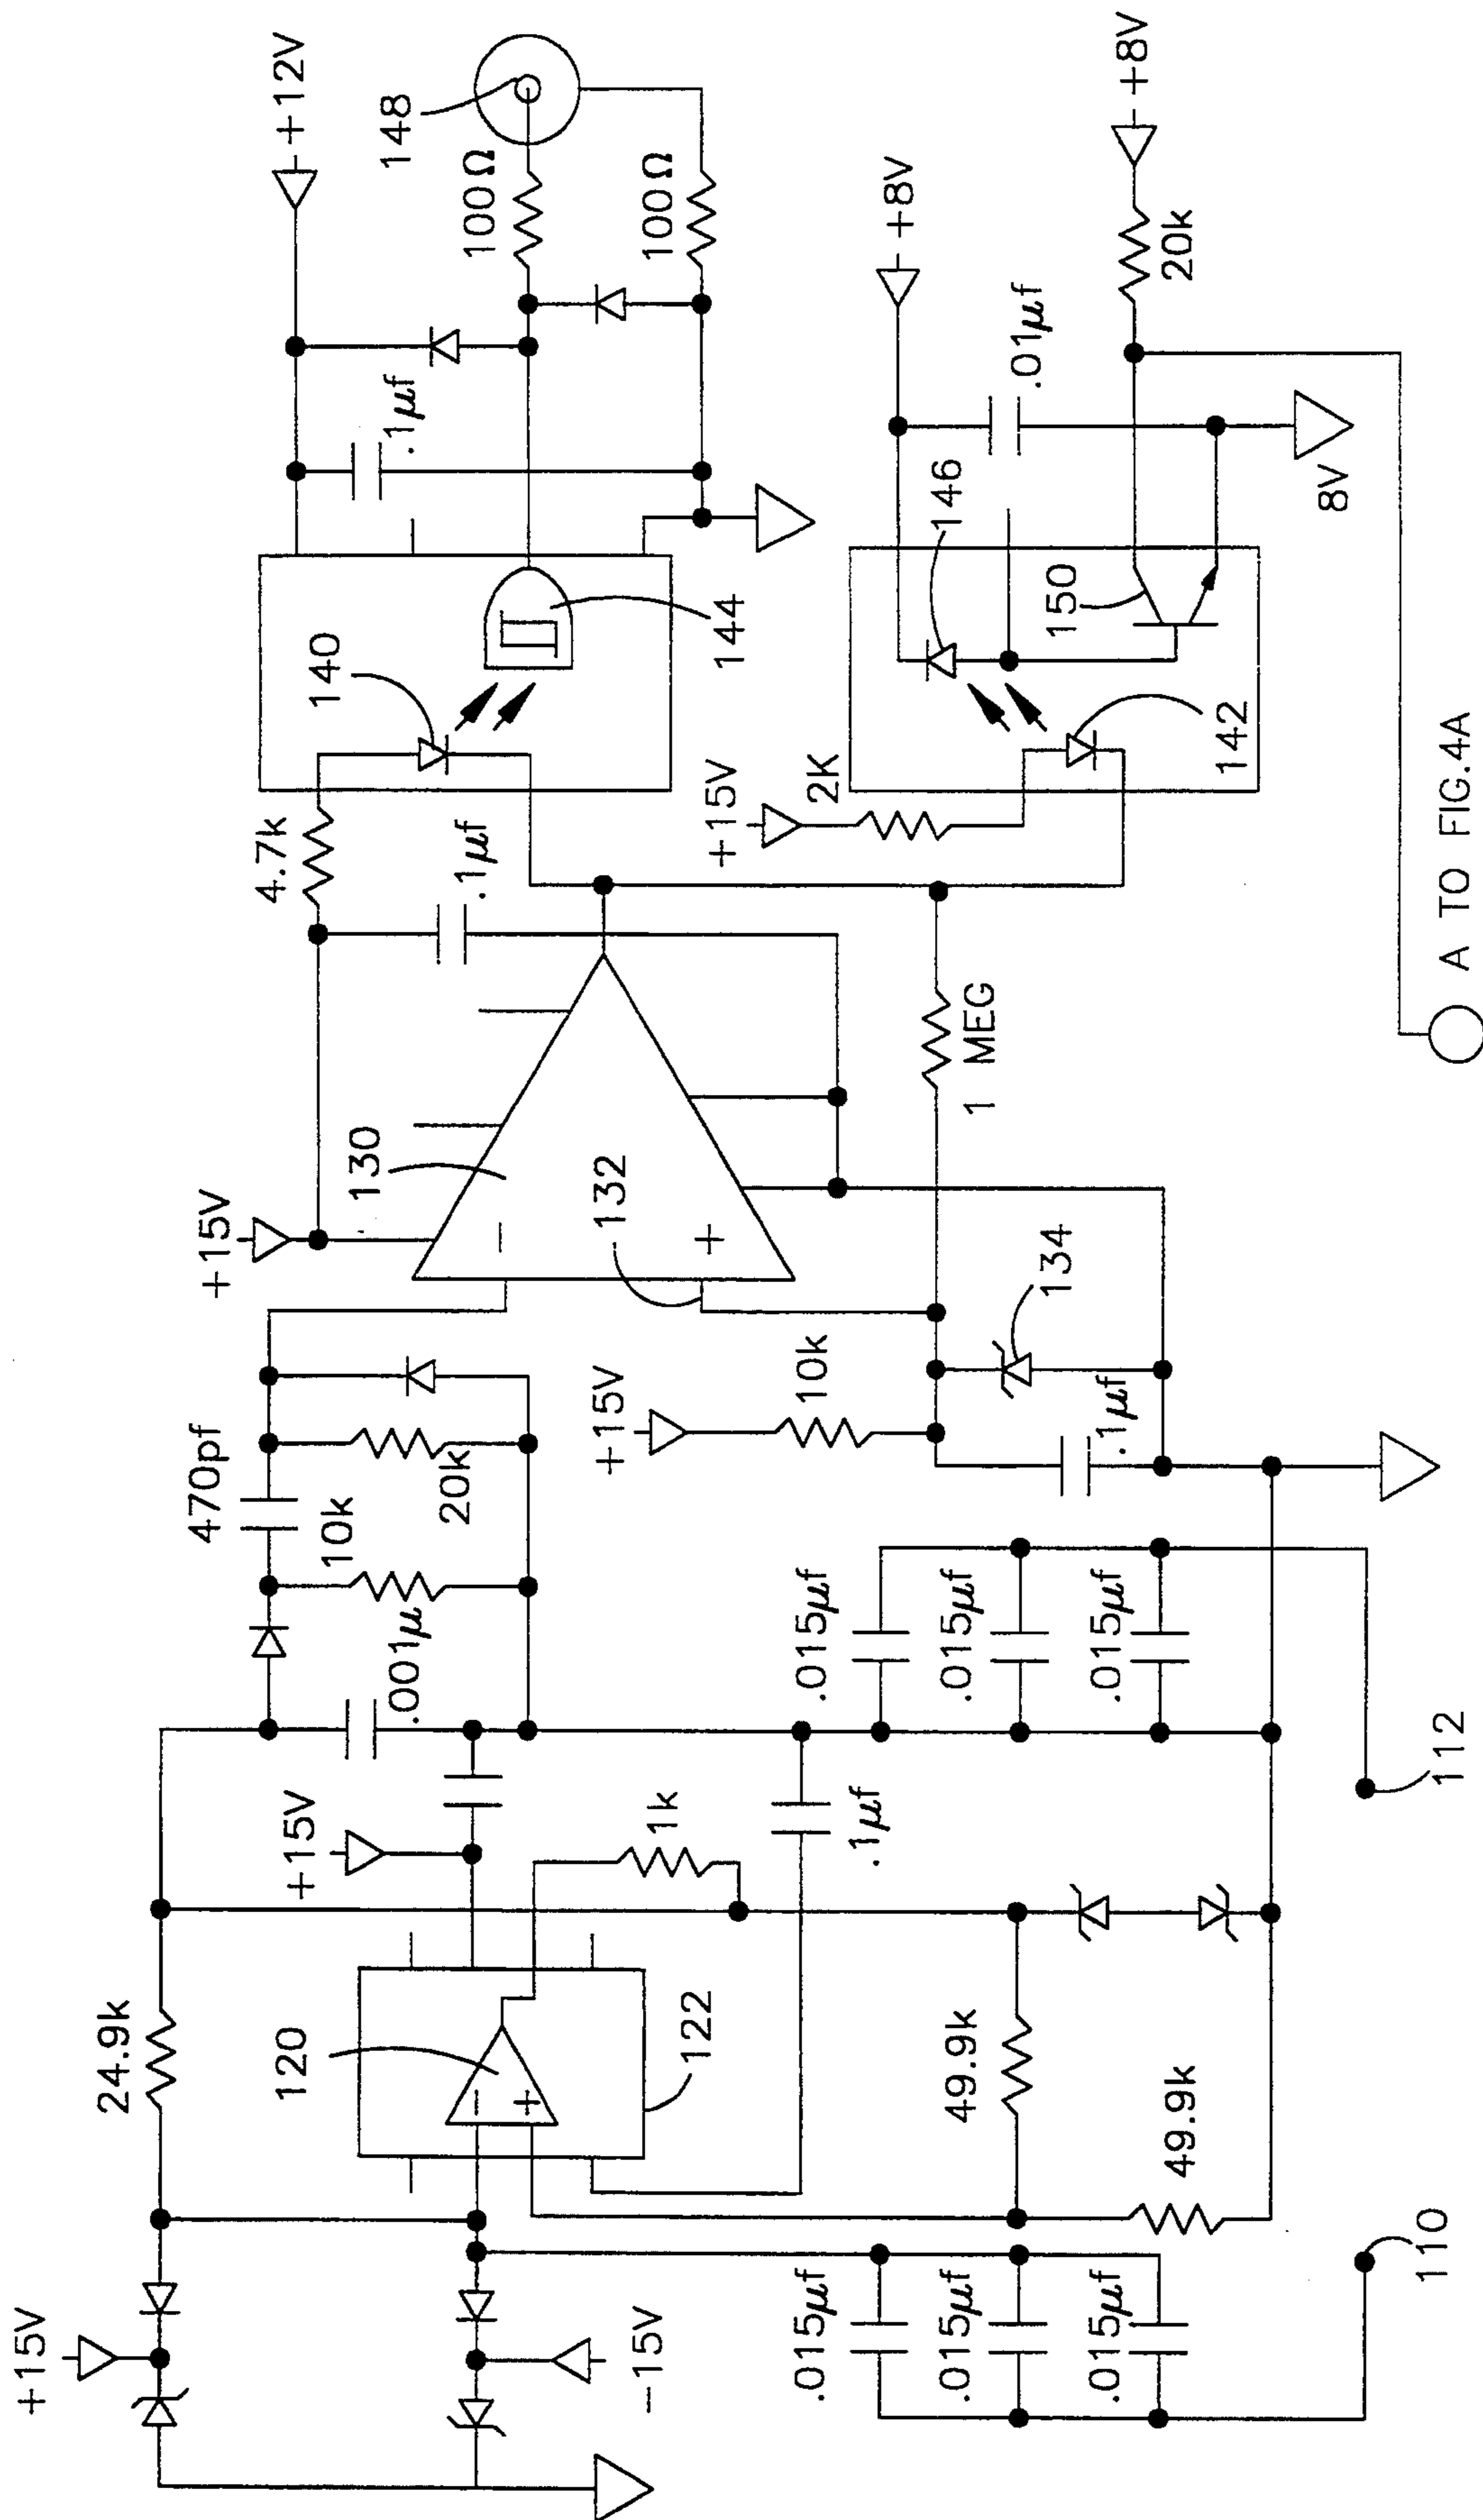 +15V
24.9k
120
122
+15V
.001µ
470pf
10k
20k
-15V
1k
.1µf
.015µf
.015µf
.015µf
110
49.9k
49.9k
.015µf
.015µf
.015µf
112
+15V
130
−
+
−
+
132
+15V
10k
134
.1µf
1 MEG
4.7k
.1µf
140
144
.1µf
+12V
148
100Ω
100Ω
+15V
2K
142
146
150
+8V
.01µf
8V
20k
+8V
A TO FIG.4A